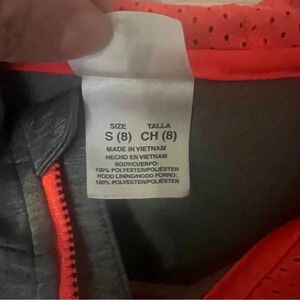 SIZE TALLA
S (8) CH (8)
MADE IN VIETNAM
HECHO EN VIETNAM
BODY/CUERPO:
100% POLYESTER/POLIÉSTER
HOOD LINING/HOOD FORRO:
100% POLYESTER/POLIÉSTER